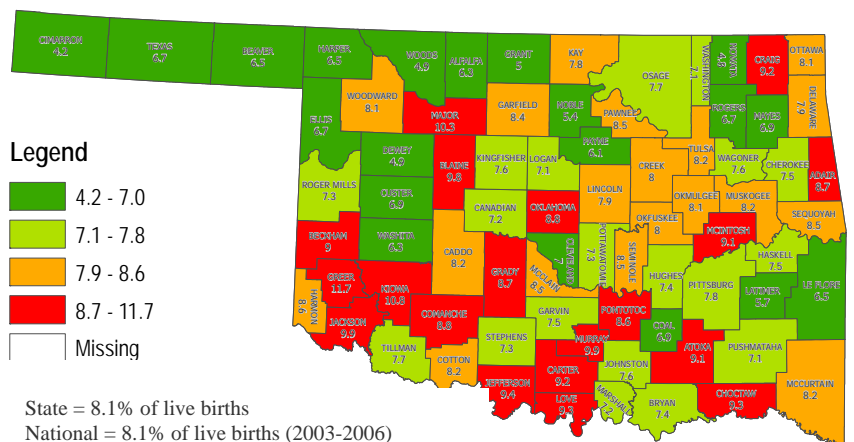 CIMARRON
4.1
TEXAS
6.7
BEAVER
6.3
HARPER
6.5
WOODS
4.9
ALFALFA
6.3
GRANT
5
KAY
7.8
OSAGE
7.7
WASHINGTON
7.1
NOWATA
4.8
CRAIG
9.2
OTTAWA
8.1
DELAWARE
7.9
WOODWARD
8.1
MAJOR
10.3
GARFIELD
8.4
NOBLE
5.4
PAWNEE
8.5
ROGERS
6.7
MAYES
6.9
ELLIS
6.7
DEWEY
4.9
BLAINE
9.8
KINGFISHER
7.6
LOGAN
7.1
PAYNE
6.1
CREEK
8
TULSA
8.2
WAGONER
7.6
CHEROKEE
7.5
ADAIR
8.7
Legend
4.2 - 7.0
7.1 - 7.8
7.9 - 8.6
8.7 - 11.7
Missing
ROGER MILLS
7.3
CUSTER
6.9
CANADIAN
7.2
OKLAHOMA
8.8
LINCOLN
7.9
OKFUSKEE
8
OKMULGEE
8.1
MUSKOGEE
8.2
SEQUOYAH
8.5
BECKHAM
9
WASHITA
6.3
CADDO
8.2
GRADY
8.7
CLEVELAND
7
MCCLAIN
8.5
POTTAWATOMIE
7.3
SEMINOLE
8.5
HUGHES
7.4
MCINTOSH
9.1
HASKELL
7.5
PITTSBURG
7.8
LATIMER
5.7
LE FLORE
6.5
HARMON
8.6
GREER
11.7
KIOWA
10.8
JACKSON
9.9
COMANCHE
8.8
TILLMAN
7.7
COTTON
8.2
STEPHENS
7.3
GARVIN
7.5
MURRAY
9.9
PONTOTOC
8.6
COAL
6.9
ATOKA
9.1
PUSHMATAHA
7.1
JEFFERSON
9.4
CARTER
9.2
LOVE
9.3
JOHNSTON
7.6
MARSHALL
7.2
BRYAN
7.4
CHOCTAW
9.3
MCCURTAIN
8.2
State = 8.1% of live births
National = 8.1% of live births (2003-2006)